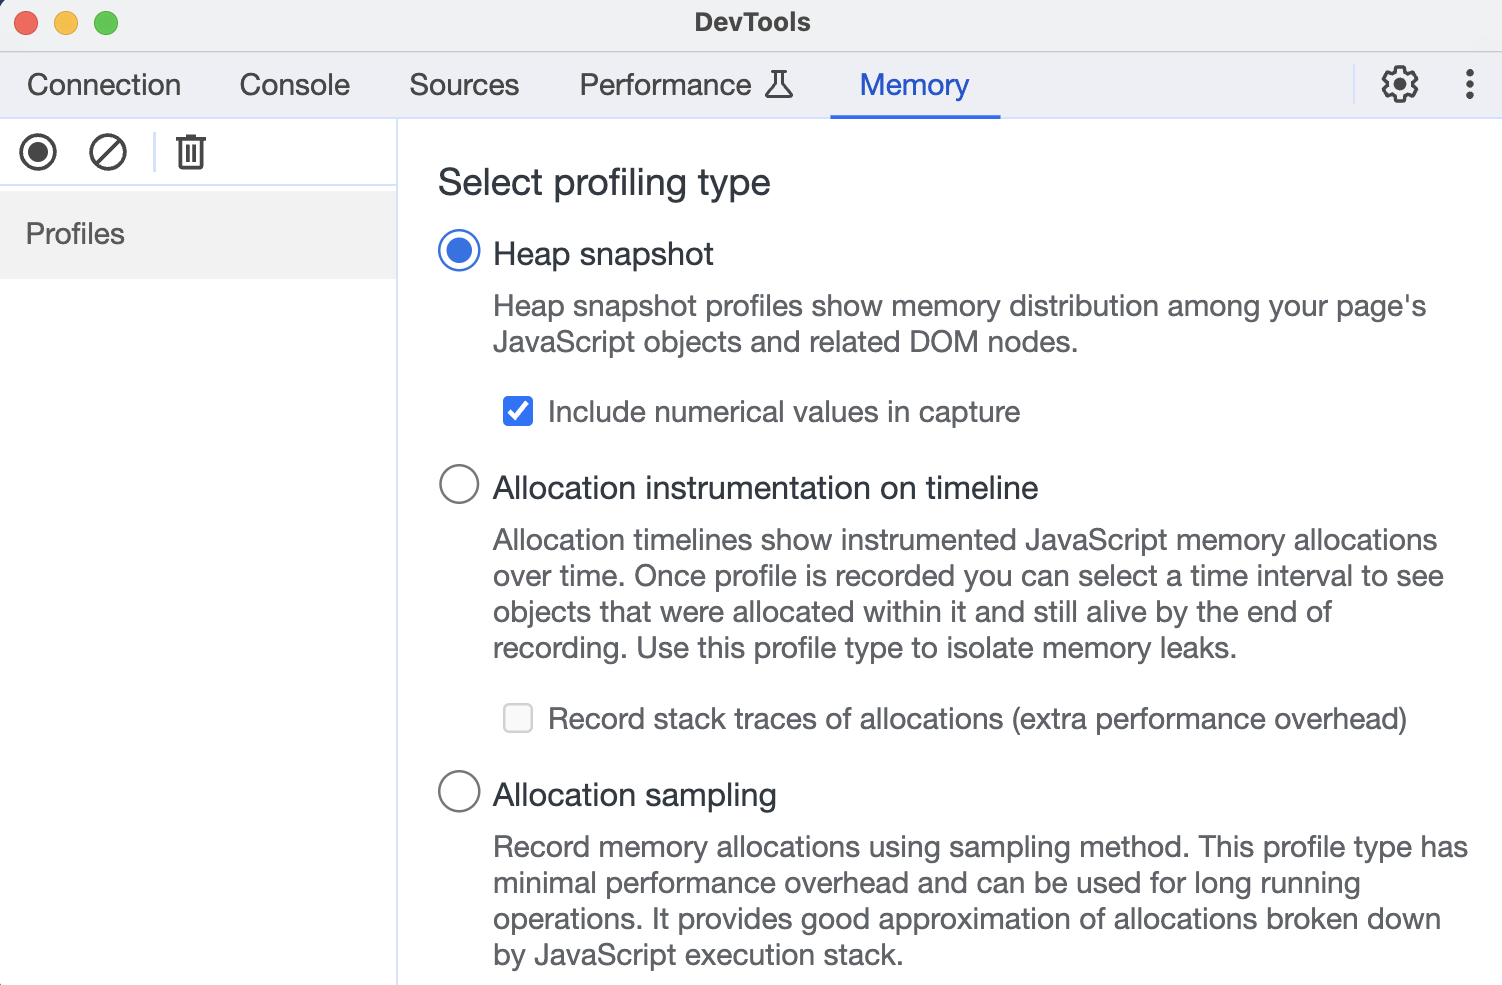 DevTools
Connection Console Sources Performance Memory
Profiles
Select profiling type
Heap snapshot
Heap snapshot profiles show memory distribution among your page's
JavaScript objects and related DOM nodes.
Include numerical values in capture
Allocation instrumentation on timeline
Allocation timelines show instrumented JavaScript memory allocations
over time. Once profile is recorded you can select a time interval to see
objects that were allocated within it and still alive by the end of
recording. Use this profile type to isolate memory leaks.
Record stack traces of allocations (extra performance overhead)
Allocation sampling
Record memory allocations using sampling method. This profile type has
minimal performance overhead and can be used for long running
operations. It provides good approximation of allocations broken down
by JavaScript execution stack.